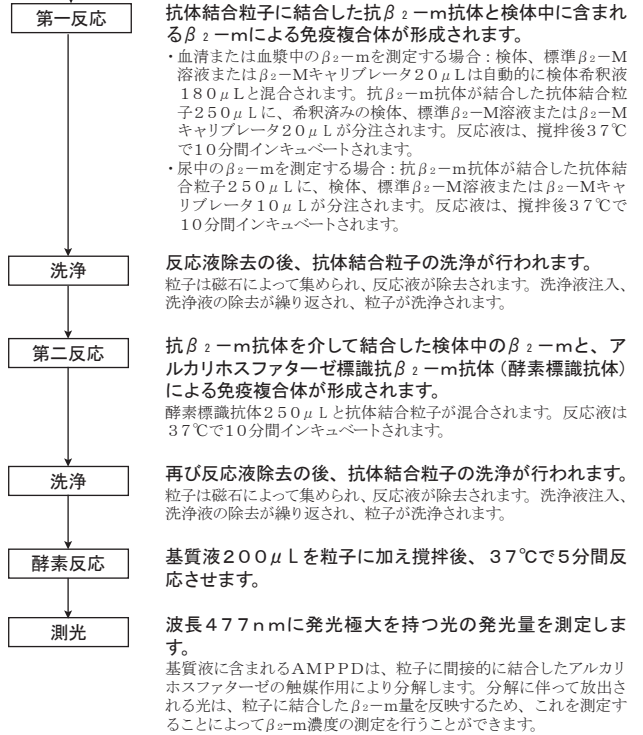 第一反応
抗体結合粒子に結合した抗β₂－m抗体と検体中に含まれ
るβ₂－mによる免疫複合体が形成されます。
・血清または血漿中のβ₂－mを測定する場合：検体、標準β₂－M
溶液またはβ₂－Mキャリブレータ２０μLは自動的に検体希釈液
１８０μLと混合されます。抗β₂－m抗体が結合した抗体結合粒
子２５０μLに、希釈済みの検体、標準β₂－M溶液またはβ₂－M
キャリブレータ２０μLが分注されます。反応液は、撹拌後３７℃
で１０分間インキュベートされます。
・尿中のβ₂－mを測定する場合：抗β₂－m抗体が結合した抗体結
合粒子２５０μLに、検体、標準β₂－M溶液またはβ₂－Mキャ
リブレータ１０μLが分注されます。反応液は、撹拌後３７℃で
１０分間インキュベートされます。
洗浄
反応液除去の後、抗体結合粒子の洗浄が行われます。
粒子は磁石によって集められ、反応液が除去されます。洗浄液注入、
洗浄液の除去が繰り返され、粒子が洗浄されます。
第二反応
抗β₂－m抗体を介して結合した検体中のβ₂－mと、ア
ルカリホスファターゼ標識抗β₂－m抗体（酵素標識抗体）
による免疫複合体が形成されます。
酵素標識抗体２５０μLと抗体結合粒子が混合されます。反応液は
３７℃で１０分間インキュベートされます。
洗浄
再び反応液除去の後、抗体結合粒子の洗浄が行われます。
粒子は磁石によって集められ、反応液が除去されます。洗浄液注入、
洗浄液の除去が繰り返され、粒子が洗浄されます。
酵素反応
基質液２００μLを粒子に加え撹拌後、３７℃で５分間反
応させます。
測光
波長４７７nmに発光極大を持つ光の発光量を測定しま
す。
基質液に含まれるAMPPDは、粒子に間接的に結合したアルカリ
ホスファターゼの触媒作用により分解します。分解に伴って放出さ
れる光は、粒子に結合したβ₂－m量を反映するため、これを測定す
ることによってβ₂−m濃度の測定を行うことができます。